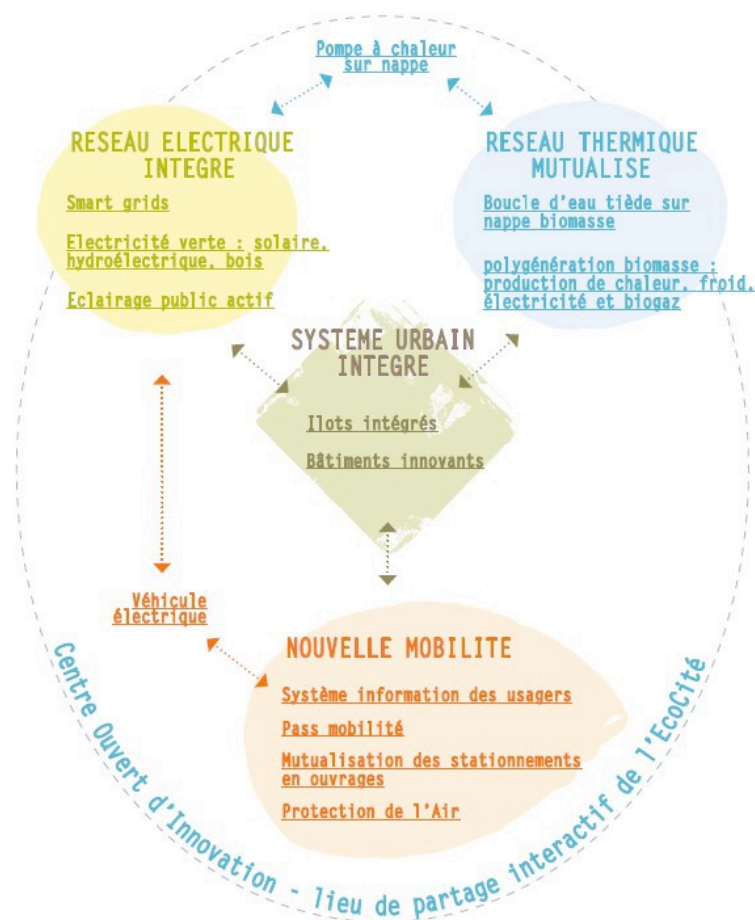 Pompe à chaleur
sur nappe
RESEAU ELECTRIQUE
INTEGRE
Smart grids
Electricité verte : solaire,
hydroélectrique, bois
Eclairage public actif
RESEAU THERMIQUE
MUTUALISE
Boucle d'eau tiède sur
nappe biomasse
polygénération biomasse :
production de chaleur, froid,
électricité et biogaz
SYSTEME URBAIN
INTEGRE
Ilots intégrés
Bâtiments innovants
Véhicule
électrique
NOUVELLE MOBILITE
Système information des usagers
Pass mobilité
Mutualisation des stationnements
en ouvrages
Protection de l'Air
Centre Ouvert d'Innovation - lieu de partage interactif de l'EcoCité